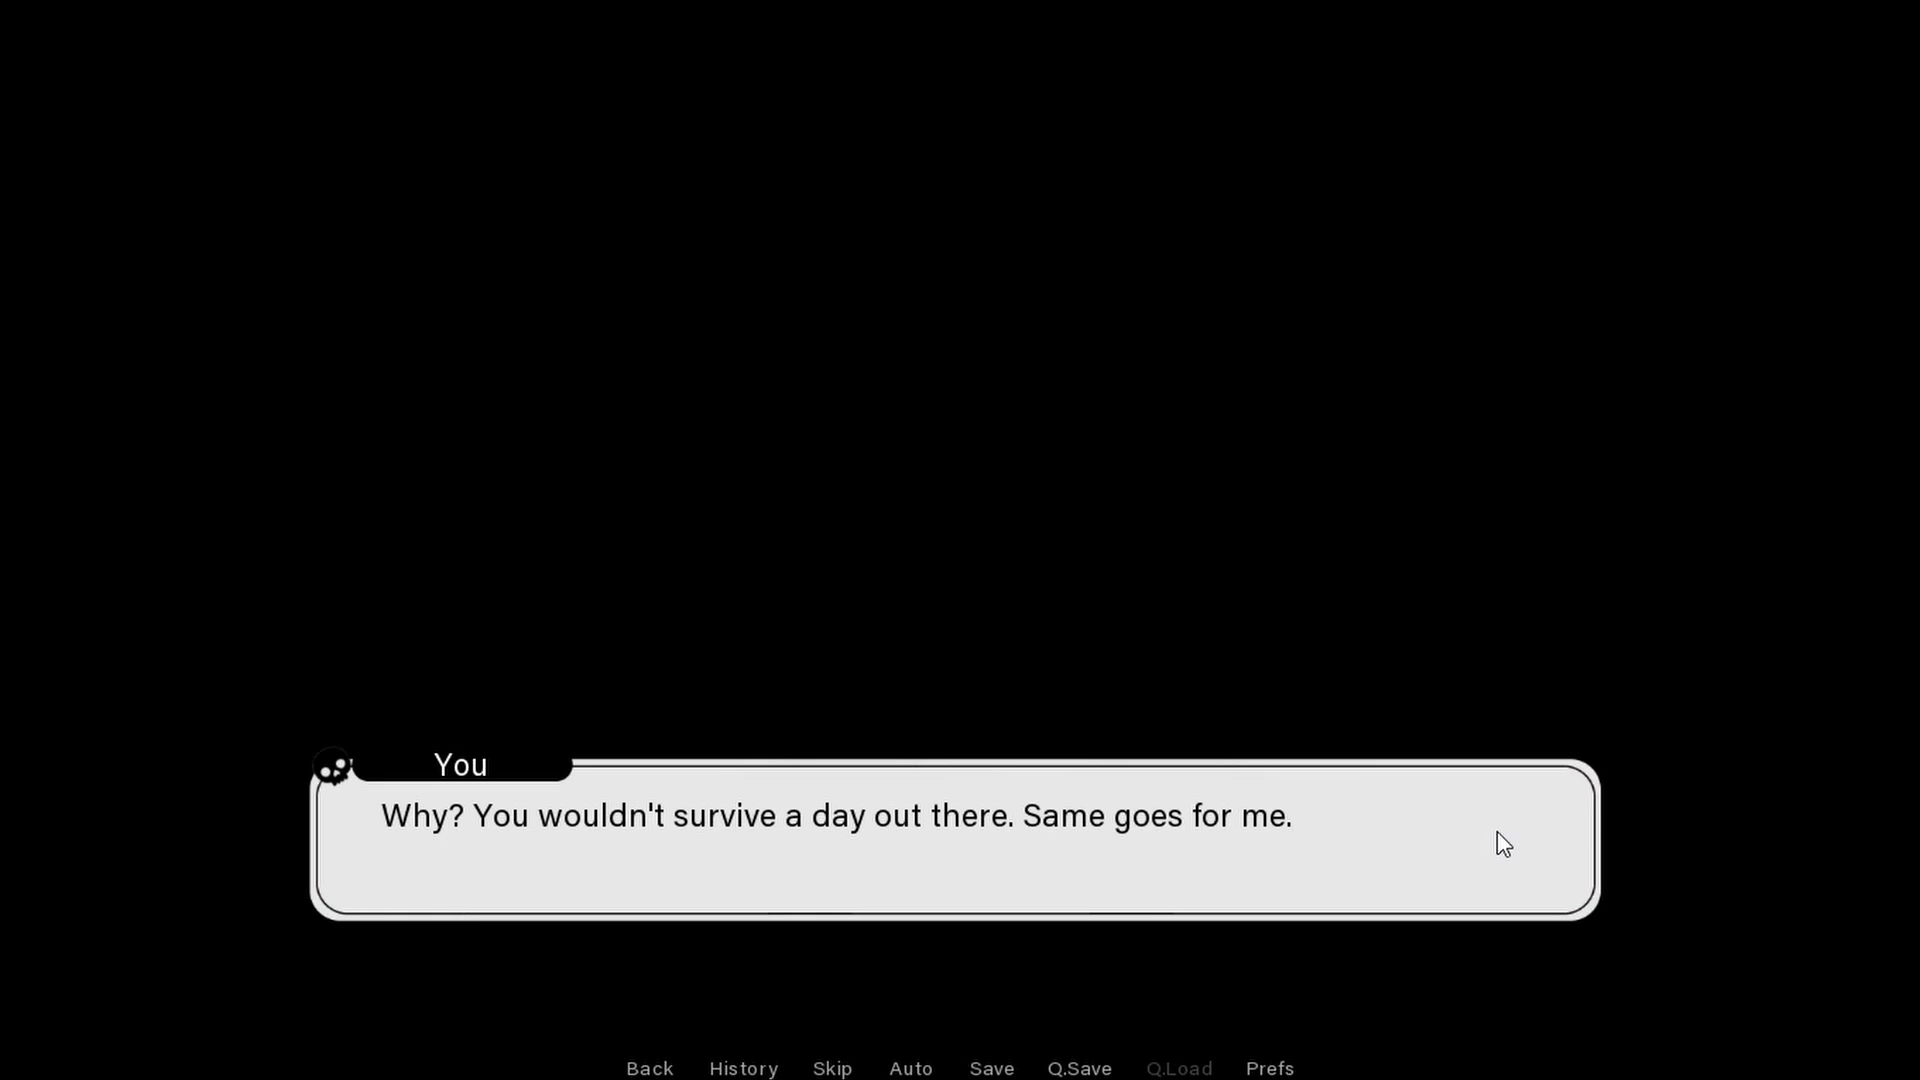 You
Why? You wouldn't survive a day out there. Same goes for me.
Back History Skip Auto Save Q.Save Q.Load Prefs